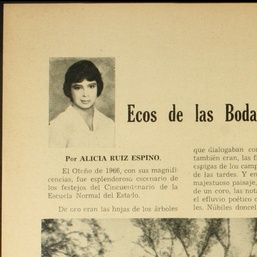 Ecos de las Boda
Por ALICIA RUIZ ESPINO.
El Otoño de 1966, con sus magnifi
cencias, fue esplendoroso escenario de
los festejos del Cincuentenario de la
Escuela Normal del Estado.
De oro eran las hojas de los árboles
que dialogaban con
también eran, las f
espigas de los camp
de las tardes. Y en
majestuoso paisaje,
de un coro, las nota
el efluvio poético d
les. Núbiles doncel